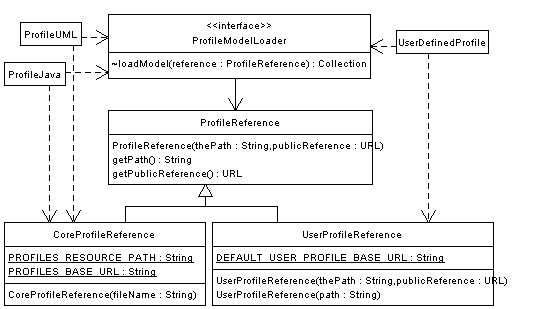 <<interface>>
ProfileModelLoader
~loadModel(reference : ProfileReference) : Collection
ProfileUML
ProfileJava
UserDefinedProfile
ProfileReference
ProfileReference(thePath : String,publicReference : URL)
getPath() : String
getPublicReference() : URL
CoreProfileReference
PROFILES_RESOURCE_PATH : String
PROFILES_BASE_URL : String
CoreProfileReference(fileName : String)
UserProfileReference
DEFAULT_USER_PROFILE_BASE_URL : String
UserProfileReference(thePath : String,publicReference : URL)
UserProfileReference(path : String)